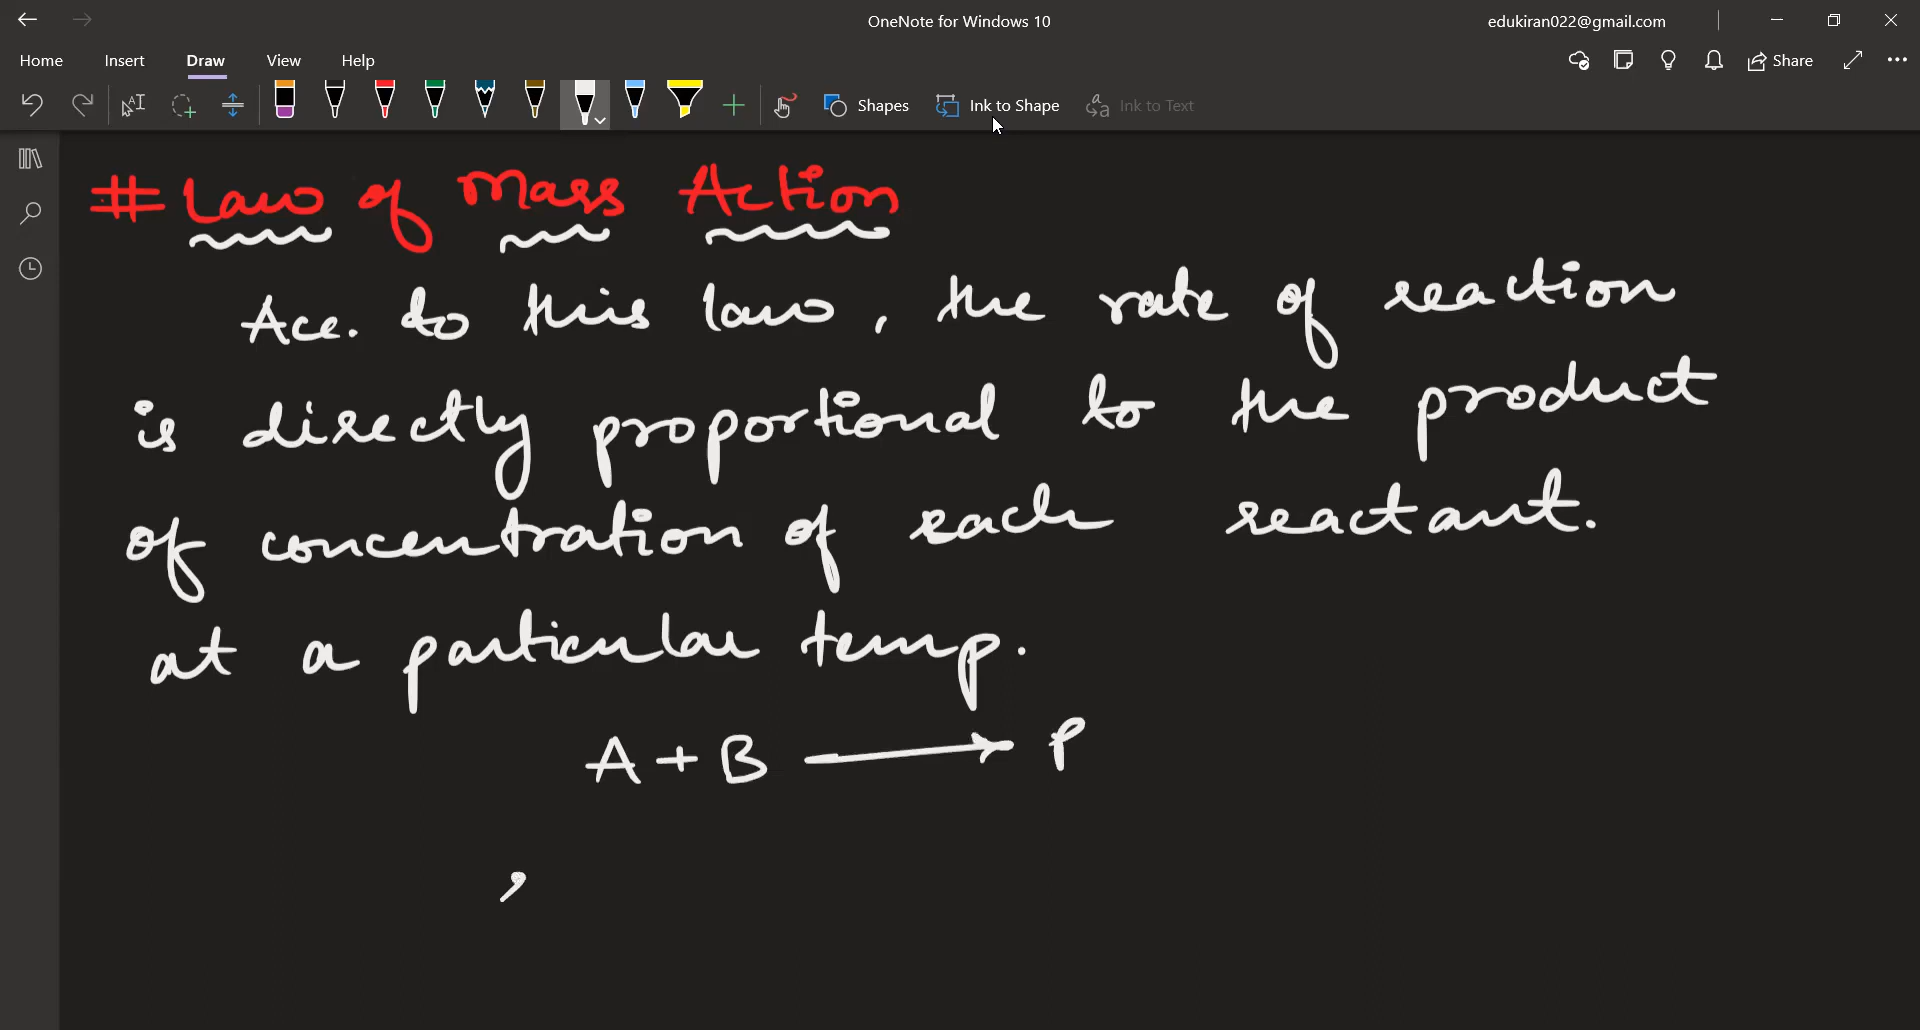 OneNote for Windows 10
edukiran022@gmail.com
Home Insert Draw View Help
Share
Shapes Ink to Shape Ink to Text
# Law of Mass Action
Acc. to this law, the rate of reaction
is directly proportional to the product
of concentration of each reactant.
at a particular temp.
A + B ⟶ P
,